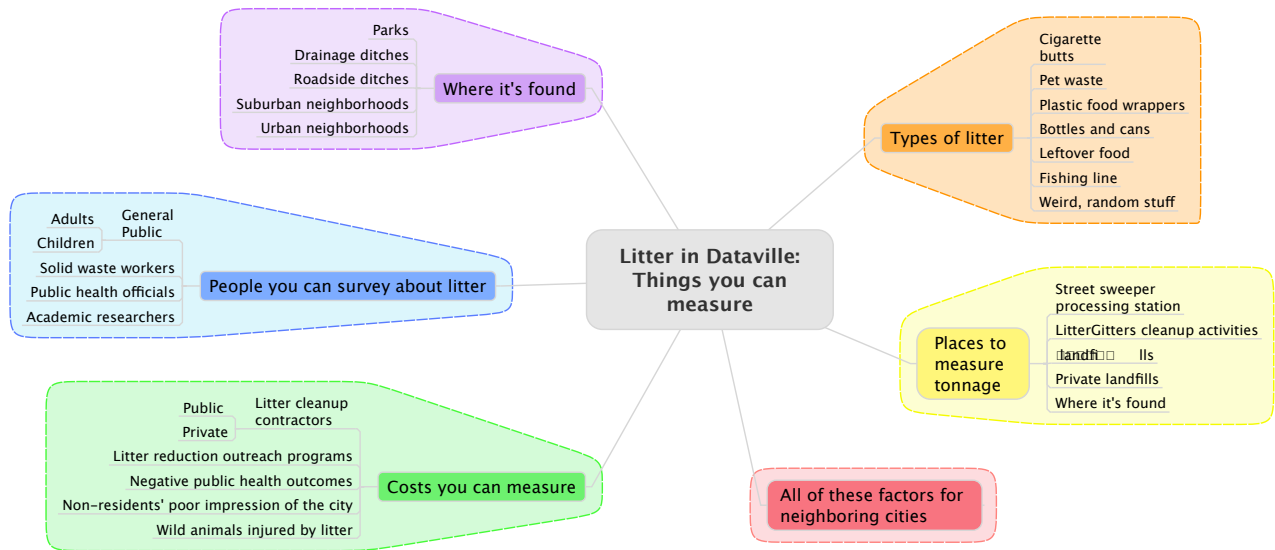 Litter in Dataville:
Things you can
measure
Where it's found
Parks
Drainage ditches
Roadside ditches
Suburban neighborhoods
Urban neighborhoods
People you can survey about litter
General
Public
Adults
Children
Solid waste workers
Public health officials
Academic researchers
Costs you can measure
Litter cleanup
contractors
Public
Private
Litter reduction outreach programs
Negative public health outcomes
Non-residents' poor impression of the city
Wild animals injured by litter
Types of litter
Cigarette
butts
Pet waste
Plastic food wrappers
Bottles and cans
Leftover food
Fishing line
Weird, random stuff
Places to
measure
tonnage
Street sweeper
processing station
LitterGitters cleanup activities
landfi lls
Private landfills
Where it's found
All of these factors for
neighboring cities